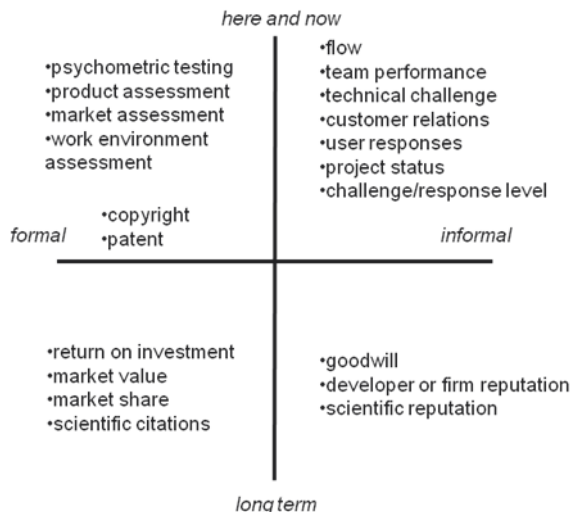 here and now
•psychometric testing
•product assessment
•market assessment
•work environment
assessment
•flow
•team performance
•technical challenge
•customer relations
•user responses
•project status
•challenge/response level
•copyright
•patent
formal
informal
•return on investment
•market value
•market share
•scientific citations
•goodwill
•developer or firm reputation
•scientific reputation
long term